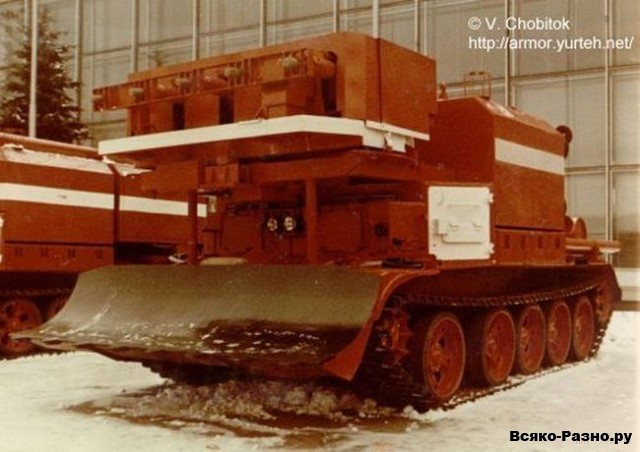 © V. Chobitok
http://armor.yurteh.net/
Всяко-Разно.ру